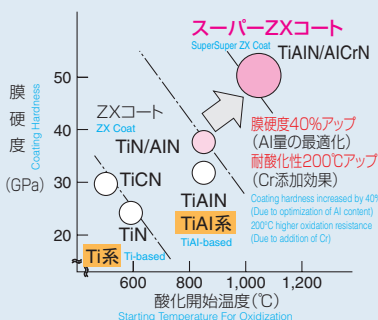 スーパーZXコート
SuperSuper ZX Coat
TiAlN/AlCrN
膜硬度
Coating Hardness
(GPa)
50
40
30
20
ZXコート
ZX Coat
TiN/AlN
膜硬度40%アップ
(Al量の最適化)
耐酸化性200℃アップ
(Cr添加効果)
Coating hardness increased by 40%
(Due to optimization of Al content)
200℃ higher oxidation resistance
(Due to addition of Cr)
TiCN
TiN
TiAlN
TiAl系
TiAl-based
Ti系
Ti-based
600
800
1,000
1,200
酸化開始温度(℃)
Starting Temperature For Oxidization